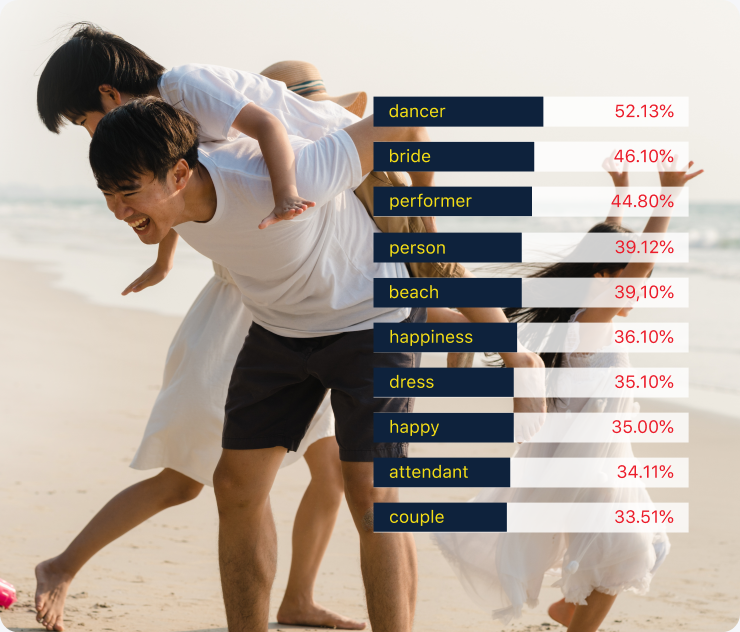 dancer 52.13%
bride 46.10%
performer 44.80%
person 39.12%
beach 39,10%
happiness 36.10%
dress 35.10%
happy 35.00%
attendant 34.11%
couple 33.51%